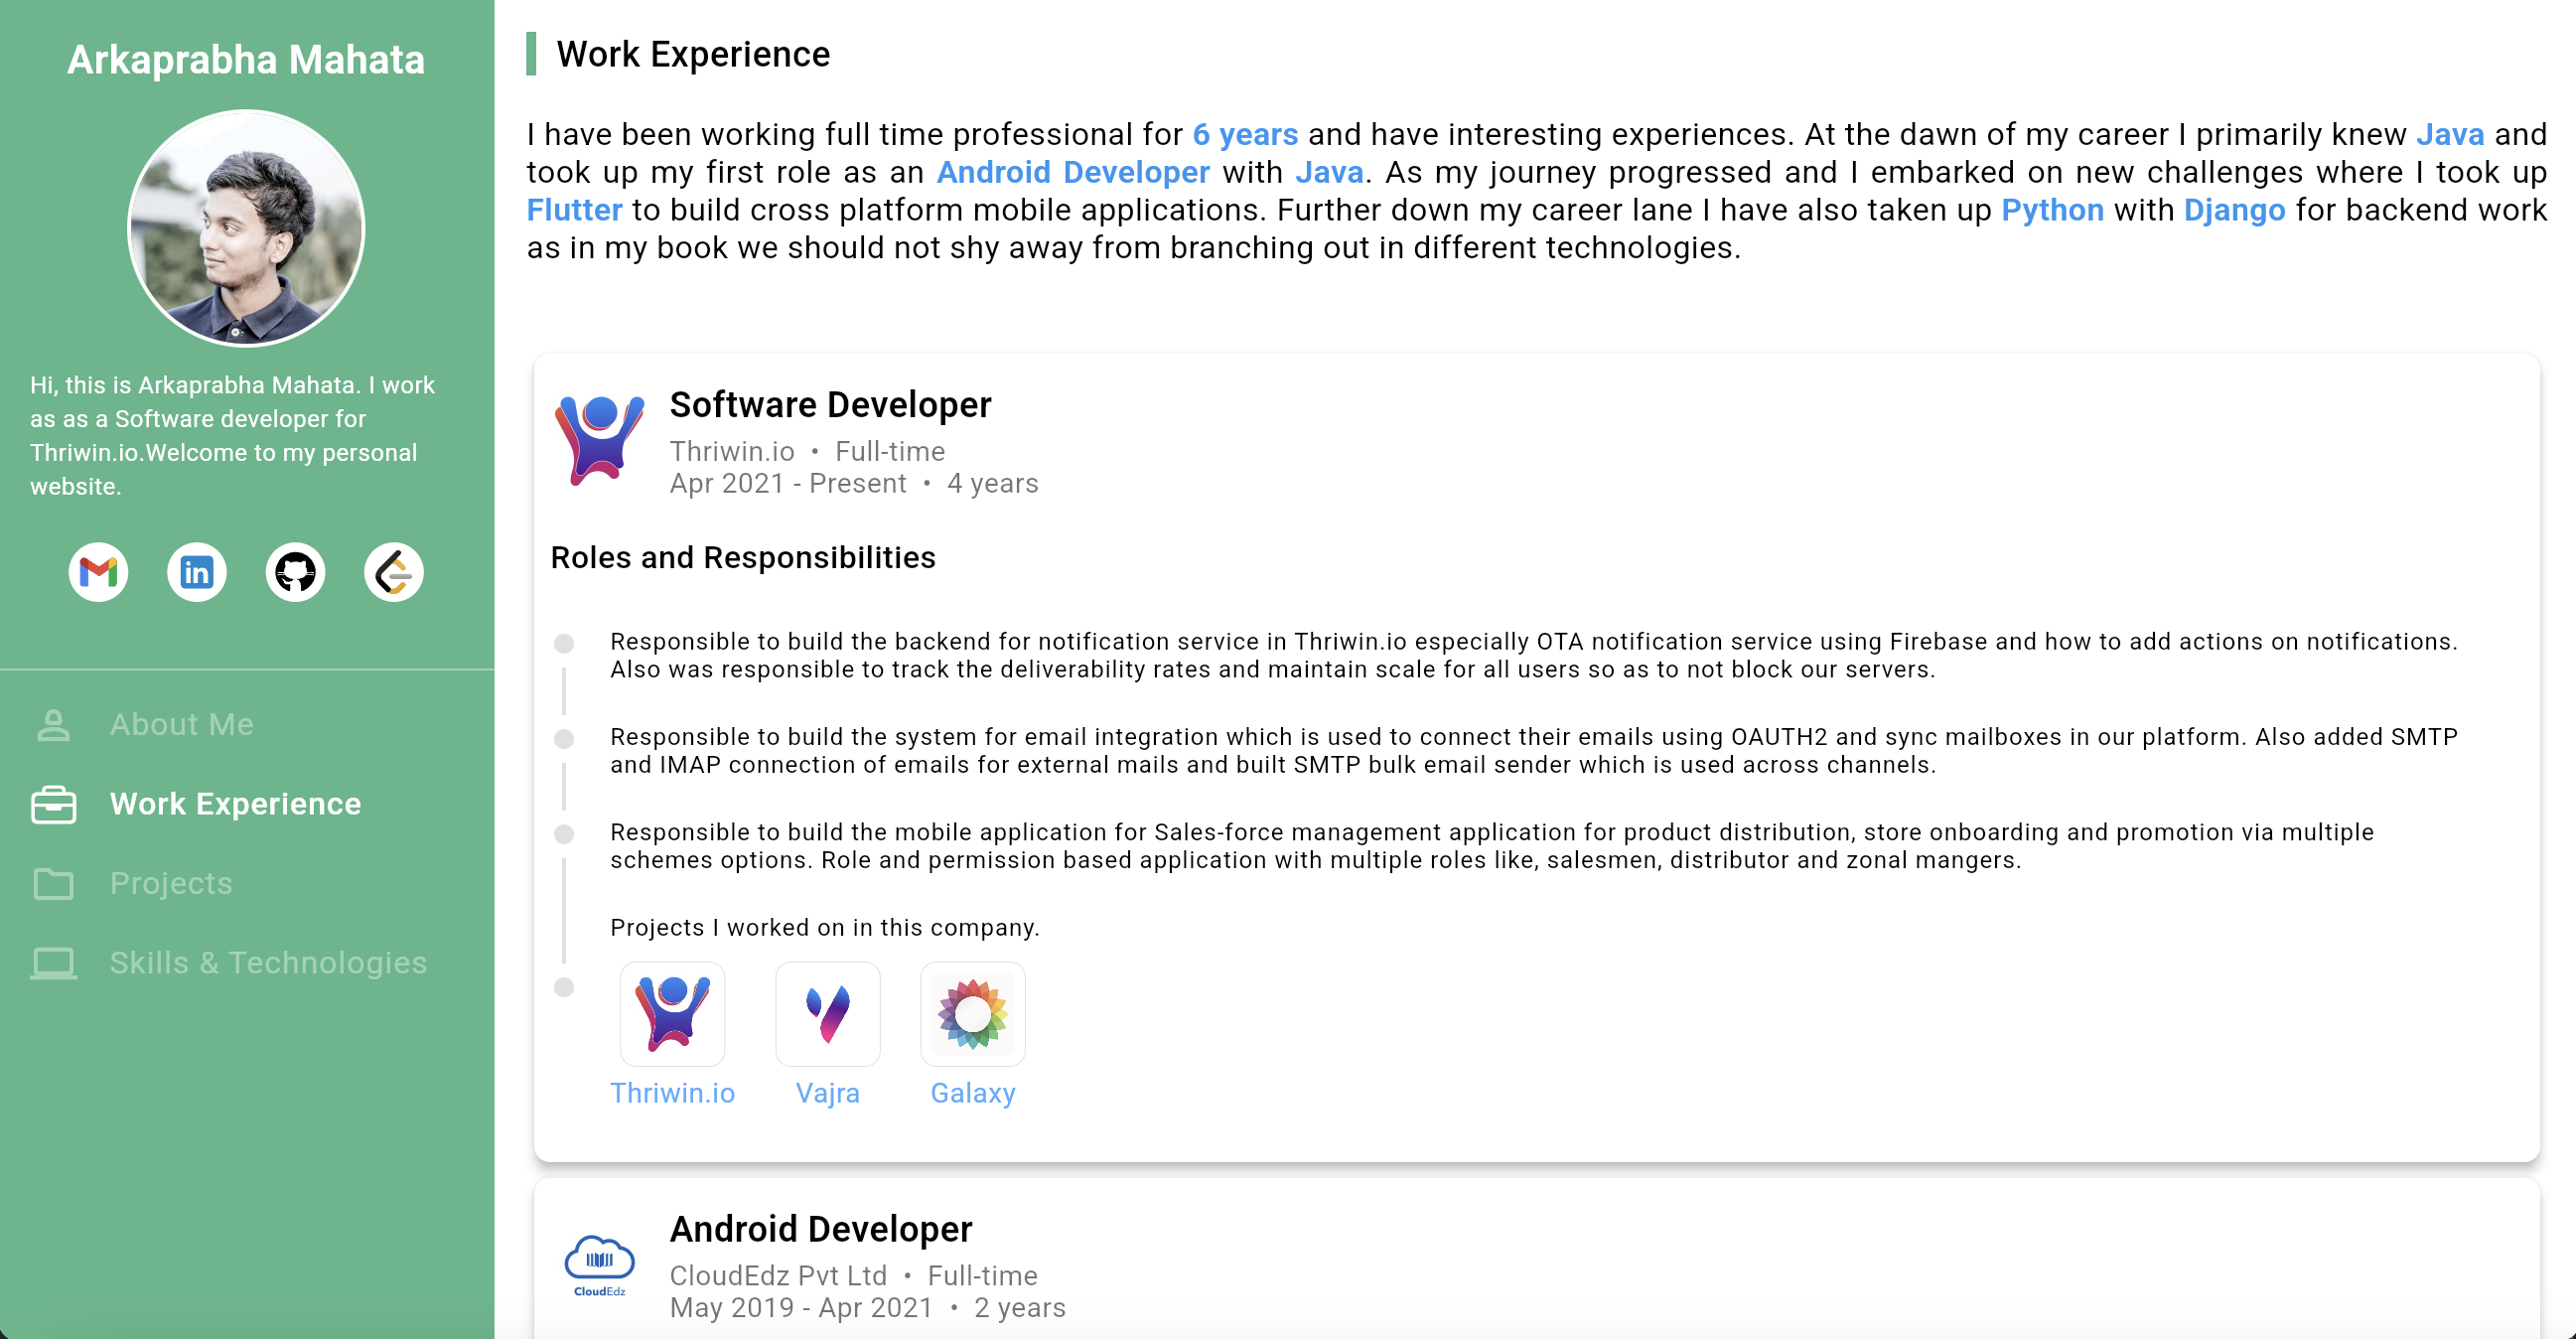 Arkaprabha Mahata
Hi, this is Arkaprabha Mahata. I work
as as a Software developer for
Thriwin.io.Welcome to my personal
website.
in
About Me
Work Experience
Projects
Skills & Technologies
Work Experience
I have been working full time professional for 6 years and have interesting experiences. At the dawn of my career I primarily knew Java and
took up my first role as an Android Developer with Java. As my journey progressed and I embarked on new challenges where I took up
Flutter to build cross platform mobile applications. Further down my career lane I have also taken up Python with Django for backend work
as in my book we should not shy away from branching out in different technologies.
Software Developer
Thriwin.io • Full-time
Apr 2021 - Present • 4 years
Roles and Responsibilities
Responsible to build the backend for notification service in Thriwin.io especially OTA notification service using Firebase and how to add actions on notifications.
Also was responsible to track the deliverability rates and maintain scale for all users so as to not block our servers.
Responsible to build the system for email integration which is used to connect their emails using OAUTH2 and sync mailboxes in our platform. Also added SMTP
and IMAP connection of emails for external mails and built SMTP bulk email sender which is used across channels.
Responsible to build the mobile application for Sales-force management application for product distribution, store onboarding and promotion via multiple
schemes options. Role and permission based application with multiple roles like, salesmen, distributor and zonal mangers.
Projects I worked on in this company.
Thriwin.io Vajra Galaxy
Android Developer
CloudEdz Pvt Ltd • Full-time
May 2019 - Apr 2021 • 2 years
CloudEdz